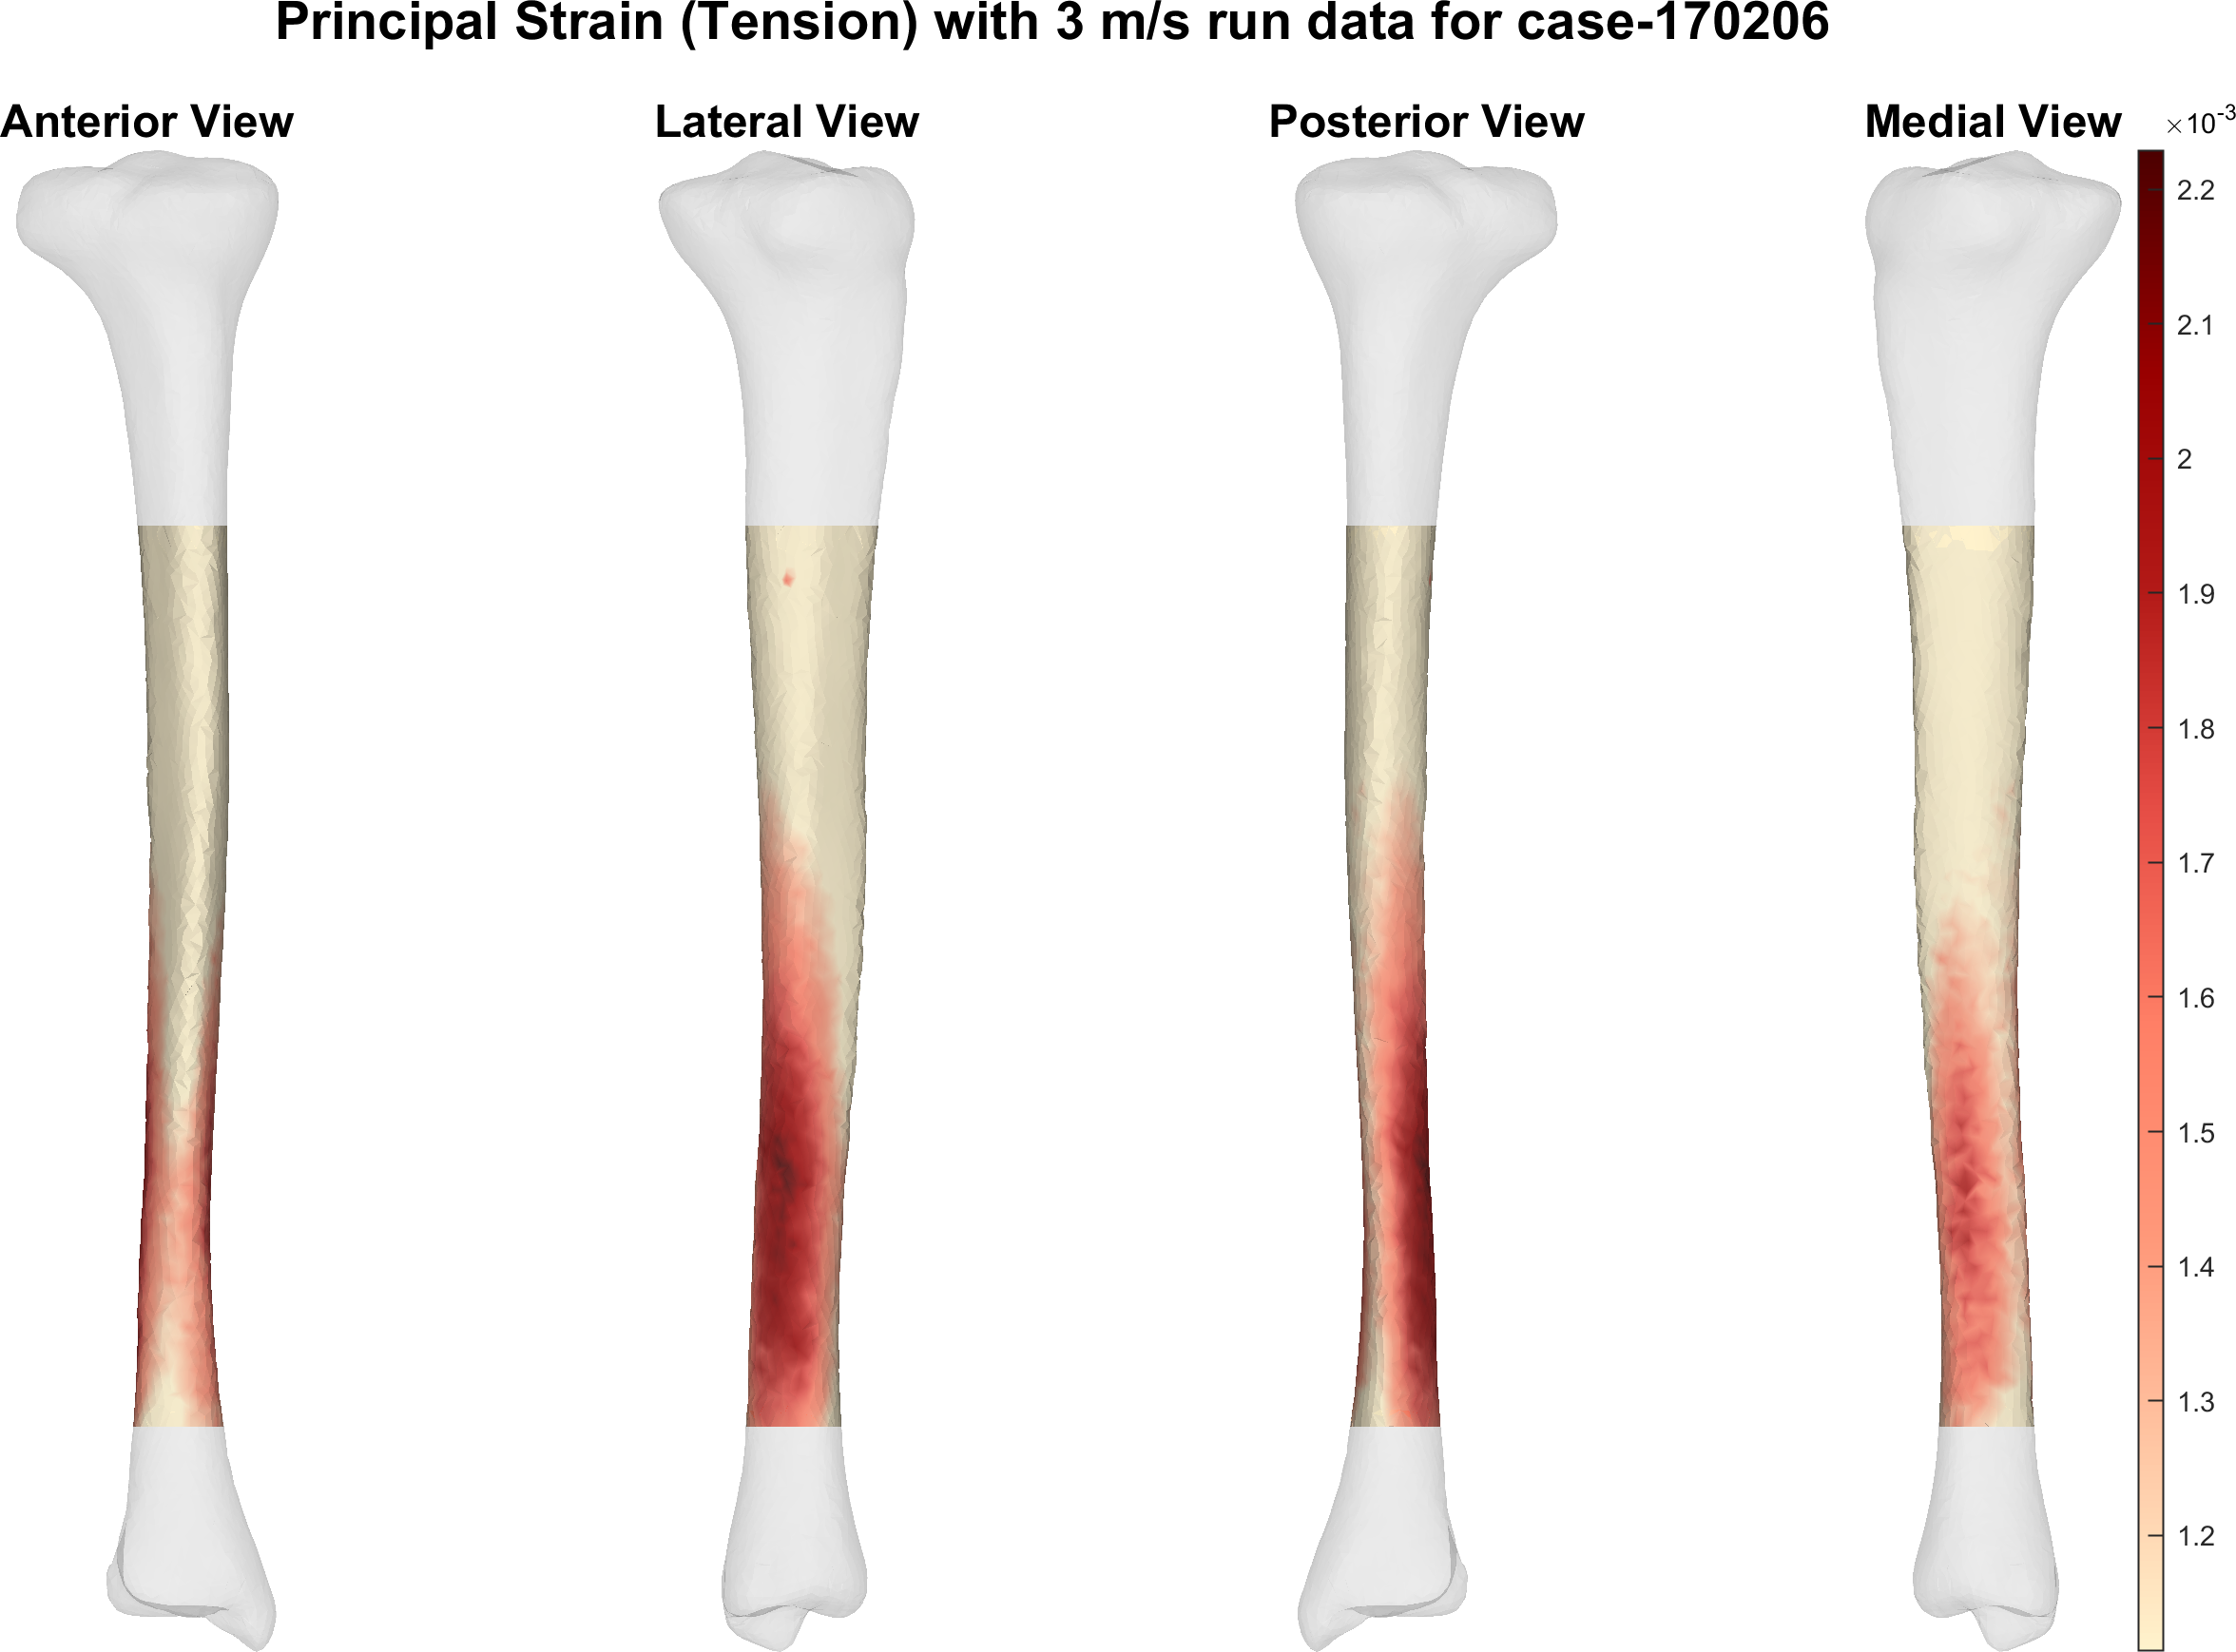 Principal Strain (Tension) with 3 m/s run data for case-170206
Anterior View
Lateral View
Posterior View
Medial View
×10-3
2.2
2.1
2
1.9
1.8
1.7
1.6
1.5
1.4
1.3
1.2